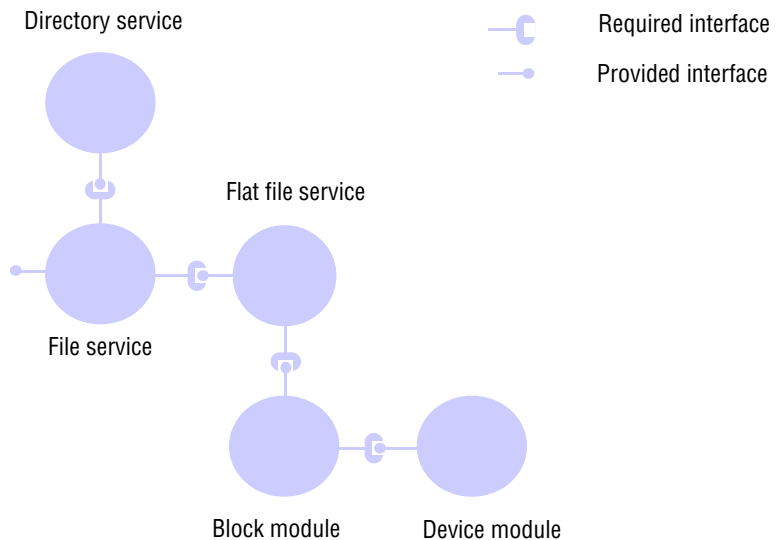 Directory service
Required interface
Provided interface
Flat file service
File service
Block module
Device module